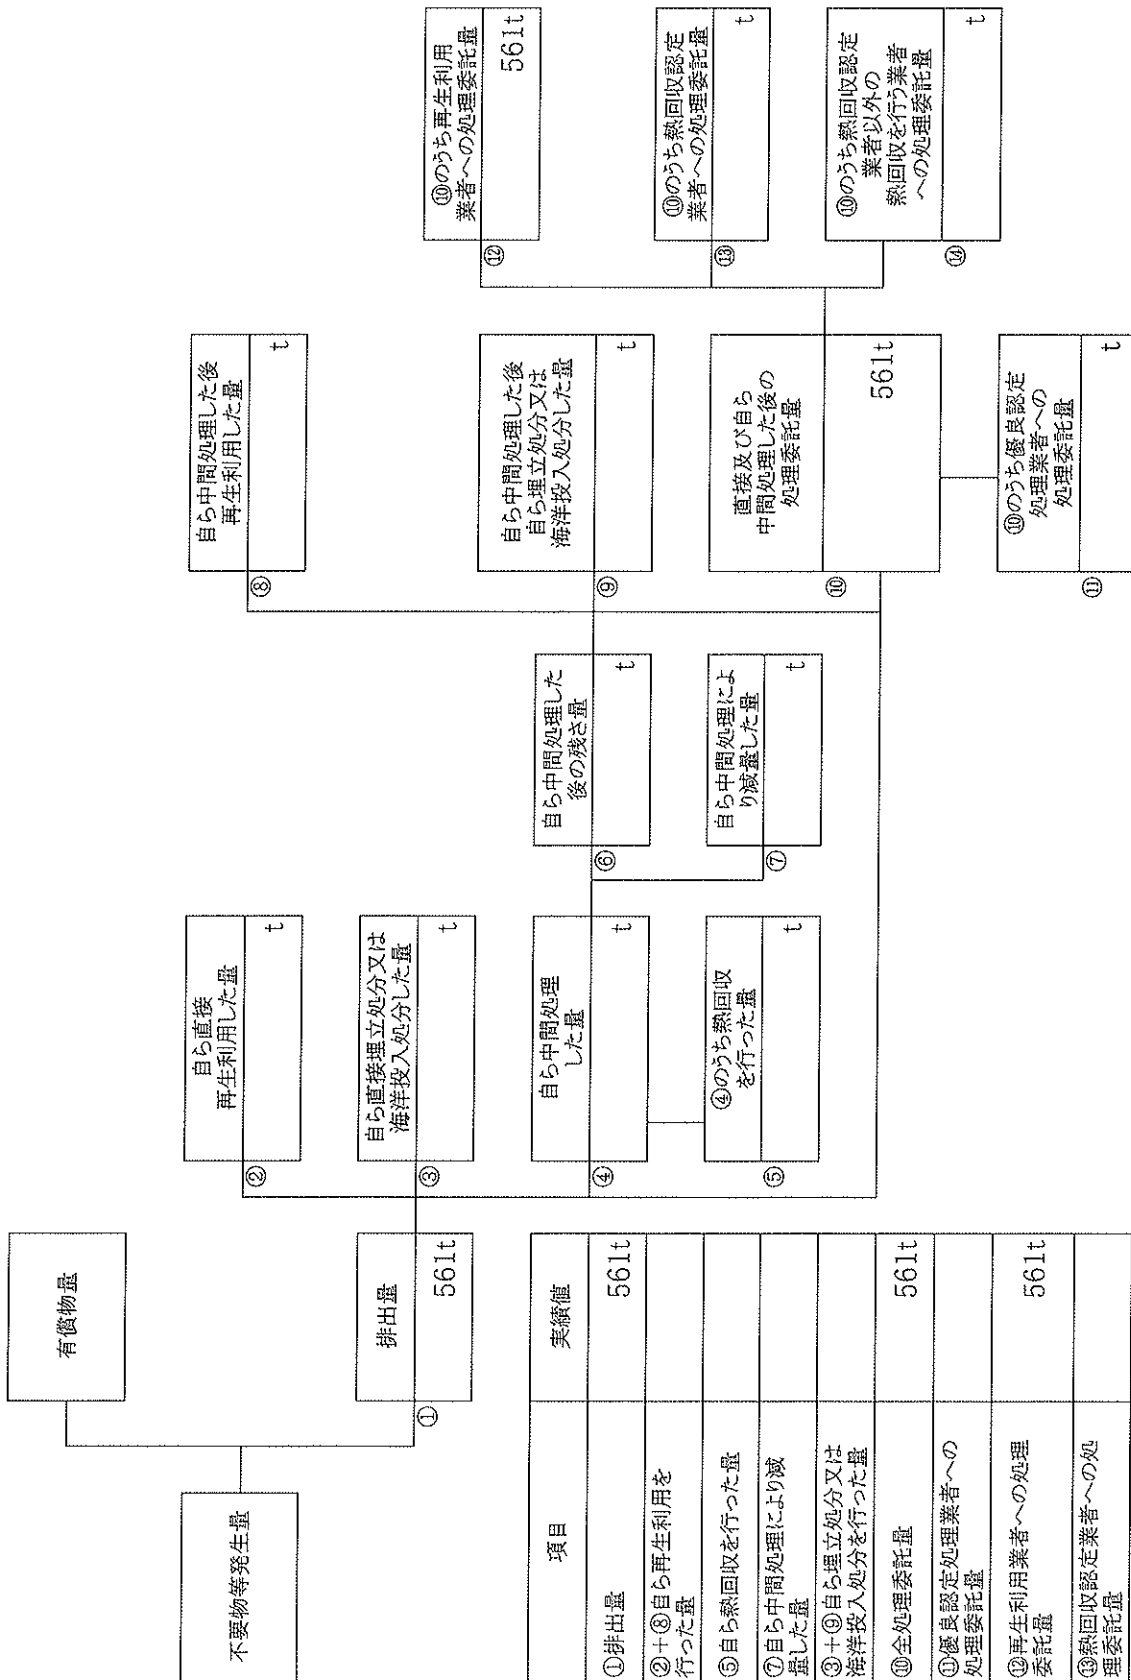 不要物等発生量
有償物量
排出量
①
561t
自ら直接
再生利用した量
②
t
自ら直接埋立処分又は
海洋投入処分した量
③
t
自ら中間処理
した量
④
t
④のうち熱回収
を行った量
⑤
t
自ら中間処理した
後の残さ量
⑥
t
自ら中間処理によ
り減量した量
⑦
t
自ら中間処理した後
再生利用した量
⑧
t
自ら中間処理した後
自ら埋立処分又は
海洋投入処分した量
⑨
t
直接及び自ら
中間処理した後の
処理委託量
⑩
561t
⑩のうち優良認定
処理業者への
処理委託量
⑪
t
⑩のうち再生利用
業者への処理委託量
⑫
561t
⑩のうち熱回収認定
業者への処理委託量
⑬
t
⑩のうち熱回収認定
業者以外の
熱回収を行う業者
への処理委託量
⑭
t
項目 実績値
①排出量 561t
②+⑧自ら再生利用を
行った量
⑤自ら熱回収を行った量
⑦自ら中間処理により減
量した量
③+⑨自ら埋立処分又は
海洋投入処分を行った量
⑩全処理委託量 561t
⑪優良認定処理業者への
処理委託量
⑫再生利用業者への処理
委託量 561t
⑬熱回収認定業者への処
理委託量